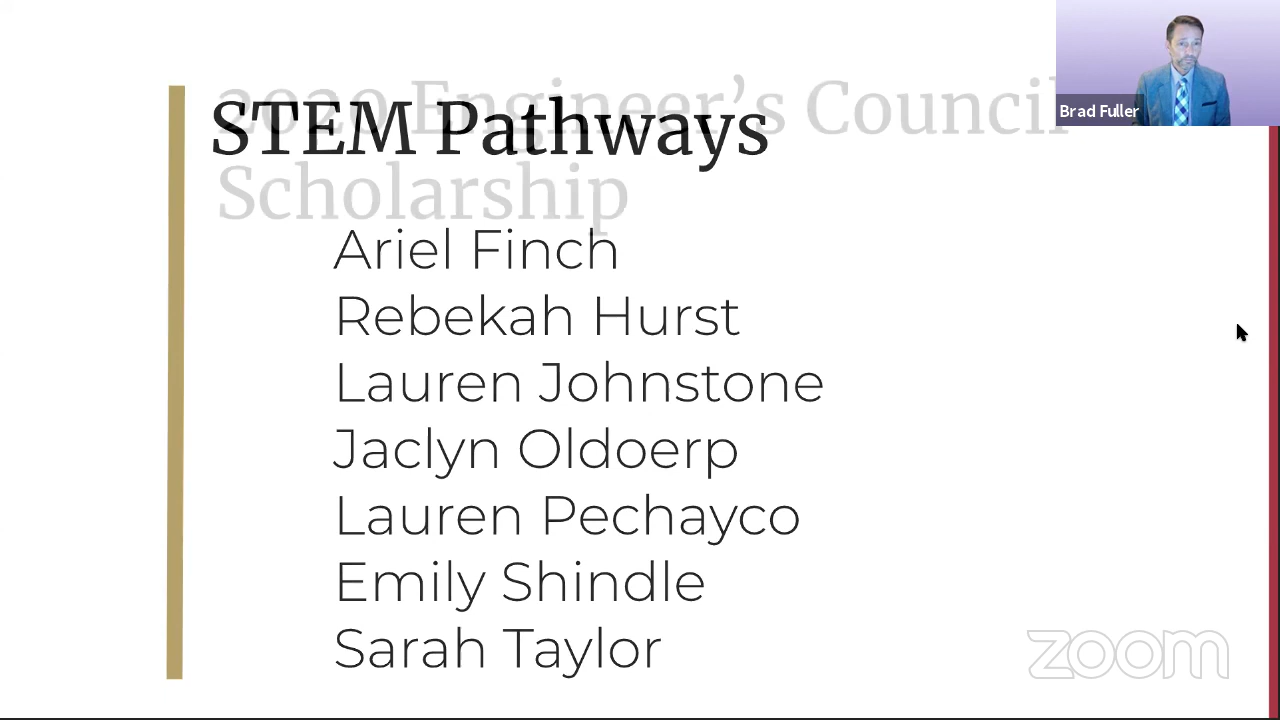 2020 Engineer's Council
Scholarship
STEM Pathways
Ariel Finch
Rebekah Hurst
Lauren Johnstone
Jaclyn Oldoerp
Lauren Pechayco
Emily Shindle
Sarah Taylor
Brad Fuller
zoom